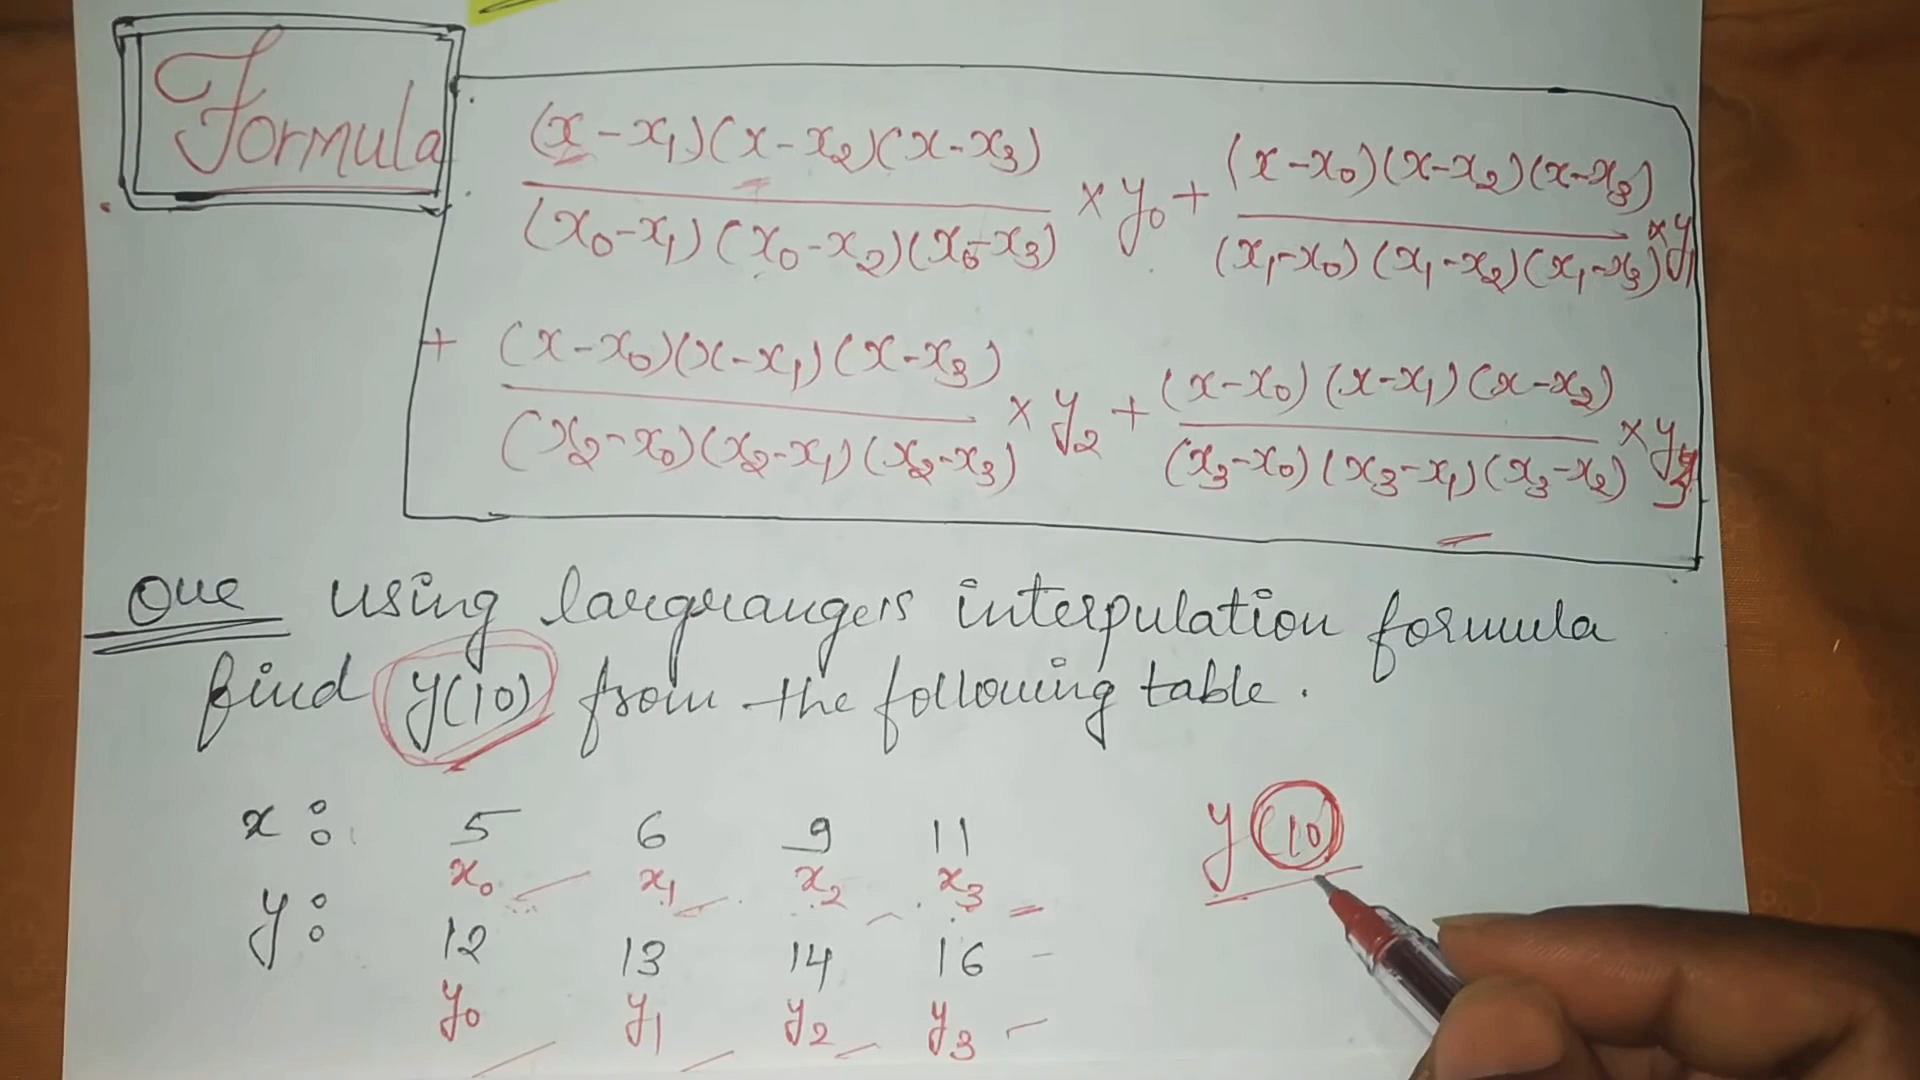 Formula
(x-x₁)(x-x₂)(x-x₃) / (x₀-x₁)(x₀-x₂)(x₀-x₃) × y₀ + (x-x₀)(x-x₂)(x-x₃) / (x₁-x₀)(x₁-x₂)(x₁-x₃) × y₁
+ (x-x₀)(x-x₁)(x-x₃) / (x₂-x₀)(x₂-x₁)(x₂-x₃) × y₂ + (x-x₀)(x-x₁)(x-x₂) / (x₃-x₀)(x₃-x₁)(x₃-x₂) × y₃
Que using largrangers interpulation formula
find y(10) from the following table.
x: 5 6 9 11 y(10)
x₀ x₁ x₂ x₃
y: 12 13 14 16
y₀ y₁ y₂ y₃